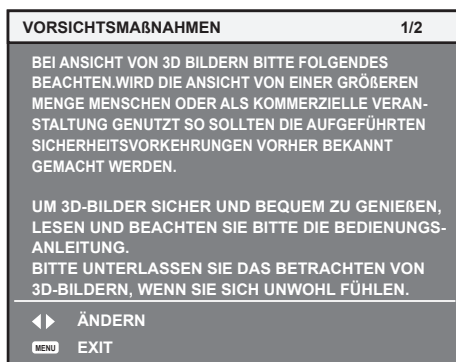 VORSICHTSMAßNAHMEN 1/2
BEI ANSICHT VON 3D BILDERN BITTE FOLGENDES
BEACHTEN.WIRD DIE ANSICHT VON EINER GRÖßEREN
MENGE MENSCHEN ODER ALS KOMMERZIELLE VERAN-
STALTUNG GENUTZT SO SOLLTEN DIE AUFGEFÜHRTEN
SICHERHEITSVORKEHRUNGEN VORHER BEKANNT
GEMACHT WERDEN.
UM 3D-BILDER SICHER UND BEQUEM ZU GENIEßEN,
LESEN UND BEACHTEN SIE BITTE DIE BEDIENUNGS-
ANLEITUNG.
BITTE UNTERLASSEN SIE DAS BETRACHTEN VON
3D-BILDERN, WENN SIE SICH UNWOHL FÜHLEN.
ÄNDERN
MENU EXIT